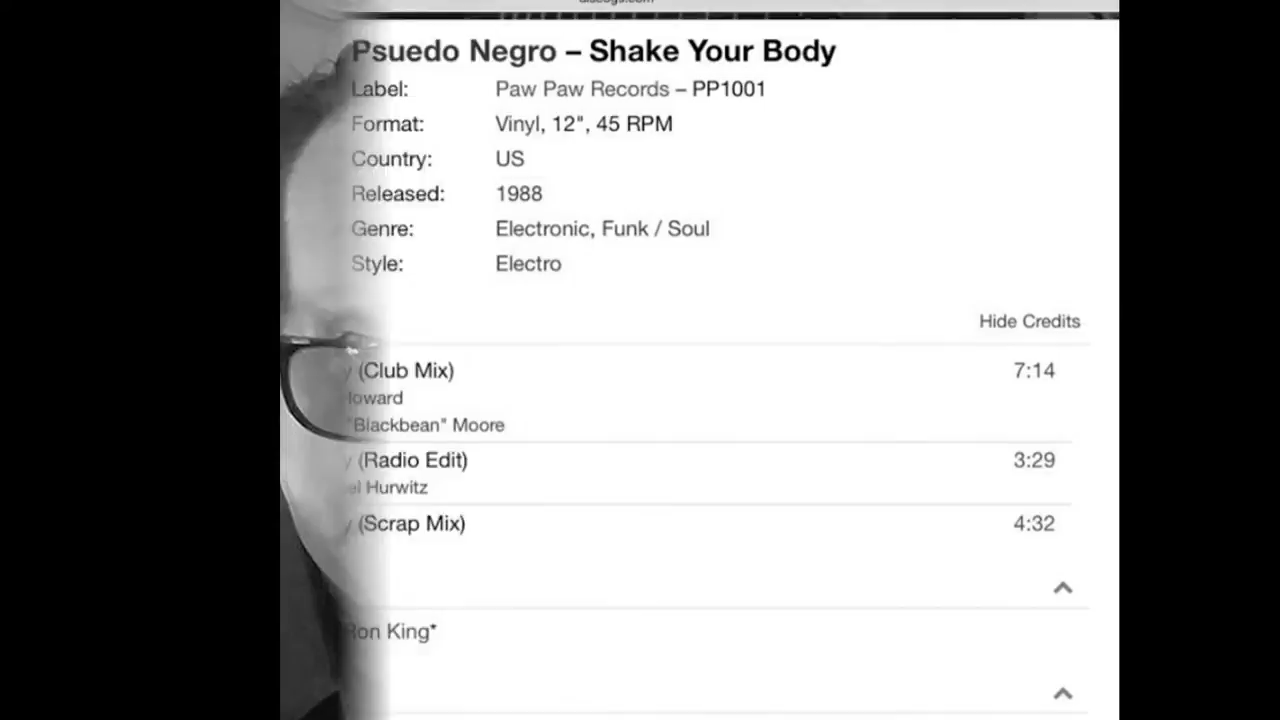 discogs.com
Psuedo Negro – Shake Your Body
Label: Paw Paw Records – PP1001
Format: Vinyl, 12", 45 RPM
Country: US
Released: 1988
Genre: Electronic, Funk / Soul
Style: Electro
Hide Credits
(Club Mix) 7:14
"Blackbean" Moore
(Radio Edit) 3:29
Hurwitz
(Scrap Mix) 4:32
Ron King*